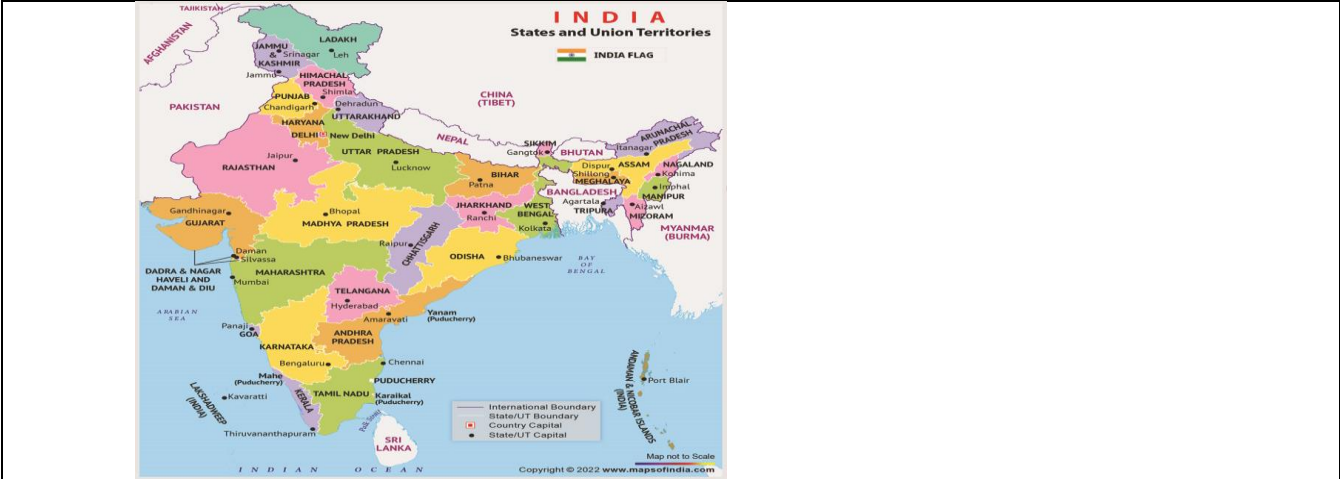 INDIA
States and Union Territories
INDIA FLAG
TAJIKISTAN
AFGHANISTAN
PAKISTAN
CHINA
(TIBET)
NEPAL
BHUTAN
BANGLADESH
MYANMAR
(BURMA)
SRI
LANKA
LADAKH
Leh
JAMMU
&
KASHMIR
Srinagar
Jammu
HIMACHAL
PRADESH
Shimla
PUNJAB
Chandigarh
Dehradun
UTTARAKHAND
HARYANA
DELHI
New Delhi
UTTAR PRADESH
Lucknow
Jaipur
RAJASTHAN
BIHAR
Patna
SIKKIM
Gangtok
ARUNACHAL
PRADESH
Itanagar
Dispur
ASSAM
Shillong
MEGHALAYA
NAGALAND
Kohima
Imphal
MANIPUR
Agartala
TRIPURA
Aizawl
MIZORAM
JHARKHAND
Ranchi
WEST
BENGAL
Kolkata
Gandhinagar
GUJARAT
Bhopal
MADHYA PRADESH
Raipur
CHHATTISGARH
ODISHA
Bhubaneswar
Daman
Silvassa
DADRA & NAGAR
HAVELI AND
DAMAN & DIU
MAHARASHTRA
Mumbai
TELANGANA
Hyderabad
Amaravati
Yanam
(Puducherry)
ANDHRA
PRADESH
Panaji
GOA
KARNATAKA
Bengaluru
Chennai
Mahe
(Puducherry)
PUDUCHERRY
TAMIL NADU
Karaikal
(Puducherry)
KERALA
Thiruvananthapuram
LAKSHADWEEP
(INDIA)
Kavaratti
Palk Strait
ANDAMAN & NICOBAR ISLANDS
(INDIA)
Port Blair
ARABIAN
SEA
BAY
OF
BENGAL
INDIAN OCEAN
International Boundary
State/UT Boundary
Country Capital
State/UT Capital
Map not to Scale
Copyright © 2022 www.mapsofindia.com